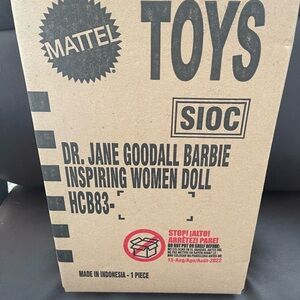 MATTEL
TOYS
SIOC
DR. JANE GOODALL BARBIE
INSPIRING WOMEN DOLL
HCB83-
STOP! ¡ALTO!
ARRÊTEZ! PARE!
DO NOT PUT ON SHELF BEFORE:
15-Aug/Ago/Août-2022
MADE IN INDONESIA - 1 PIECE